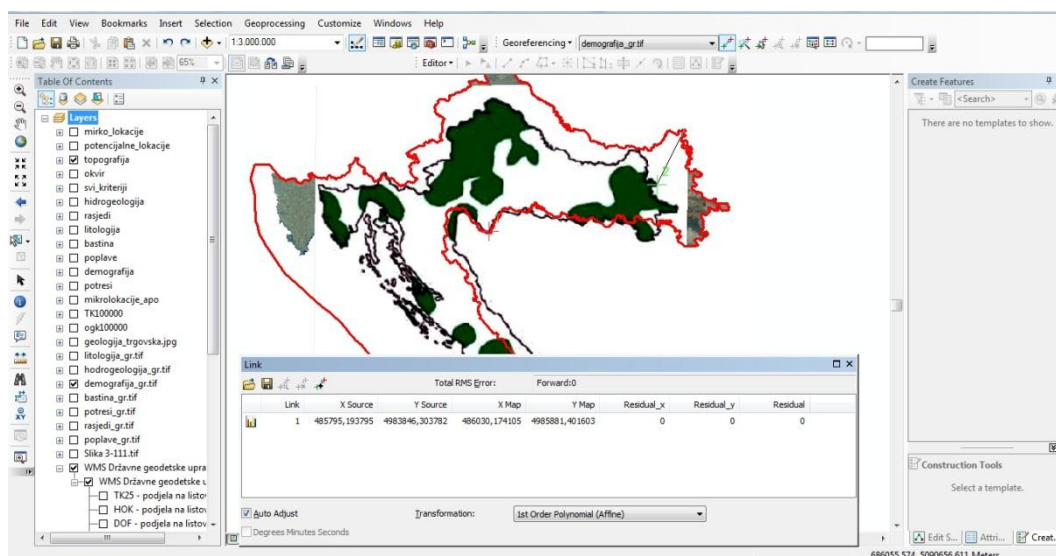 File Edit View Bookmarks Insert Selection Geoprocessing Customize Windows Help
1:3.000.000 Georeferencing demografija_gr.tif
65% Editor
Table Of Contents
Layers
mirko_lokacije
potencijalne_lokacije
topografija
okvir
svi_kriteriji
hidrogeologija
rasjedi
litologija
bastina
poplave
demografija
potresi
mikrolokacije_apo
TK100000
ogk100000
geologija_trgovska.jpg
litologija_gr.tif
hodrogeologija_gr.tif
demografija_gr.tif
bastina_gr.tif
potresi_gr.tif
rasjedi_gr.tif
poplave_gr.tif
Slika 3-111.tif
WMS Državne geodetske upra
WMS Državne geodetske u
TK25 - podjela na listov
HOK - podjela na listov
DOF - podjela na listov
2
Link
Total RMS Error: Forward:0
Link X Source Y Source X Map Y Map Residual_x Residual_y Residual
1 485795,193795 4983846,303782 486030,174105 4985881,401603 0 0 0
Auto Adjust Transformation: 1st Order Polynomial (Affine)
Degrees Minutes Seconds
Create Features
<Search>
There are no templates to show.
Construction Tools
Select a template.
Edit S... Attri... Creat...
686055,574 5090656,611 Meters